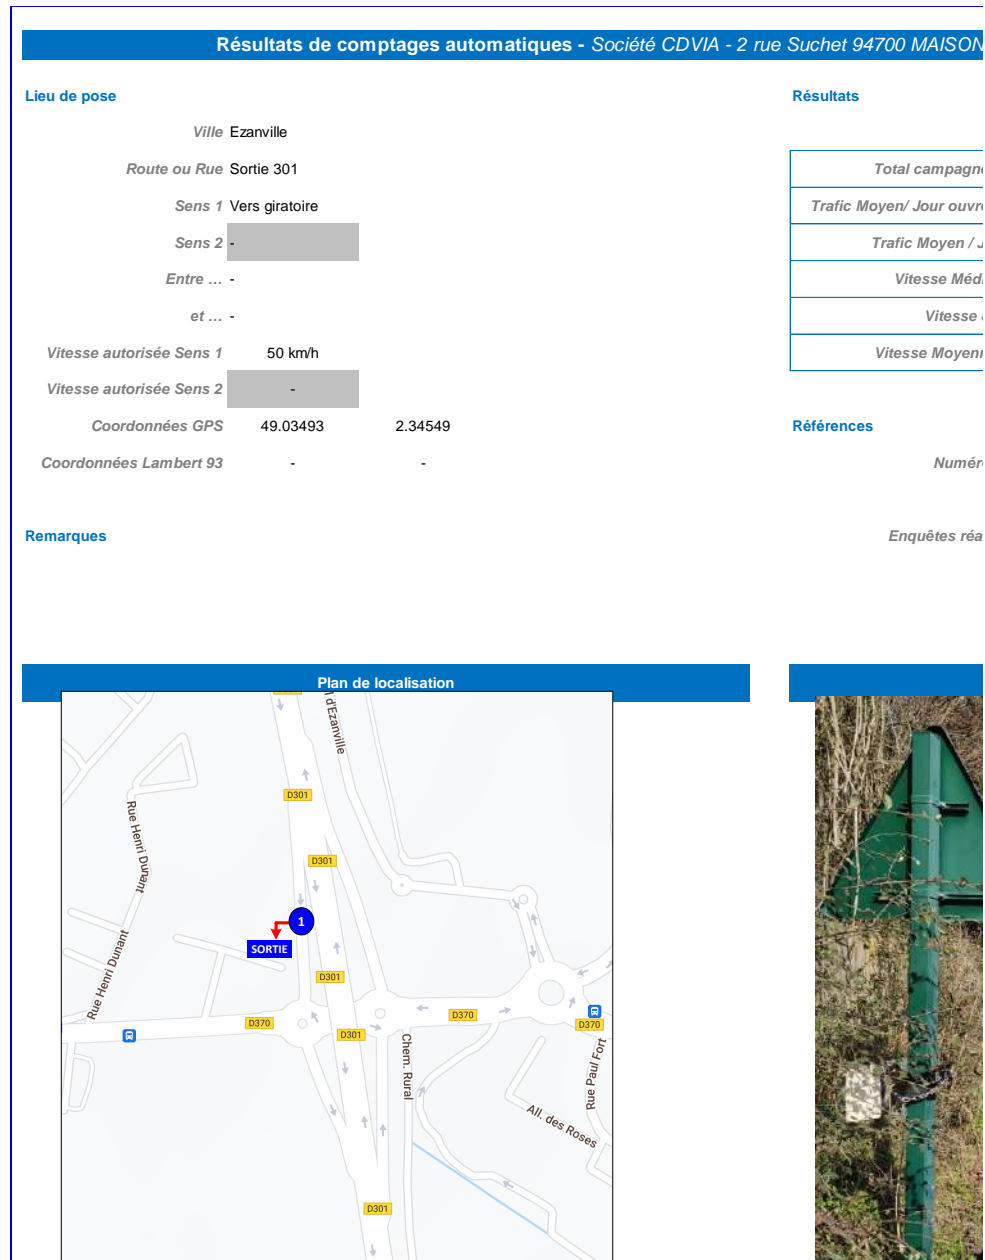 Résultats de comptages automatiques - Société CDVIA - 2 rue Suchet 94700 MAISON
Lieu de pose
Ville Ezanville
Route ou Rue Sortie 301
Sens 1 Vers giratoire
Sens 2 -
Entre ... -
et ... -
Vitesse autorisée Sens 1 50 km/h
Vitesse autorisée Sens 2 -
Coordonnées GPS 49.03493 2.34549
Coordonnées Lambert 93 - -
Remarques
Résultats
Total campagne
Trafic Moyen/ Jour ouvré
Trafic Moyen / J
Vitesse Médi
Vitesse
Vitesse Moyenn
Références
Numéro
Enquêtes réa
Plan de localisation
l d'Ezanville
D301
Rue Henri Dunant
D301
1
SORTIE
Rue Henri Dunant
D301
D370
D301
D370
D370
Chem. Rural
Rue Paul Fort
All. des Roses
D301